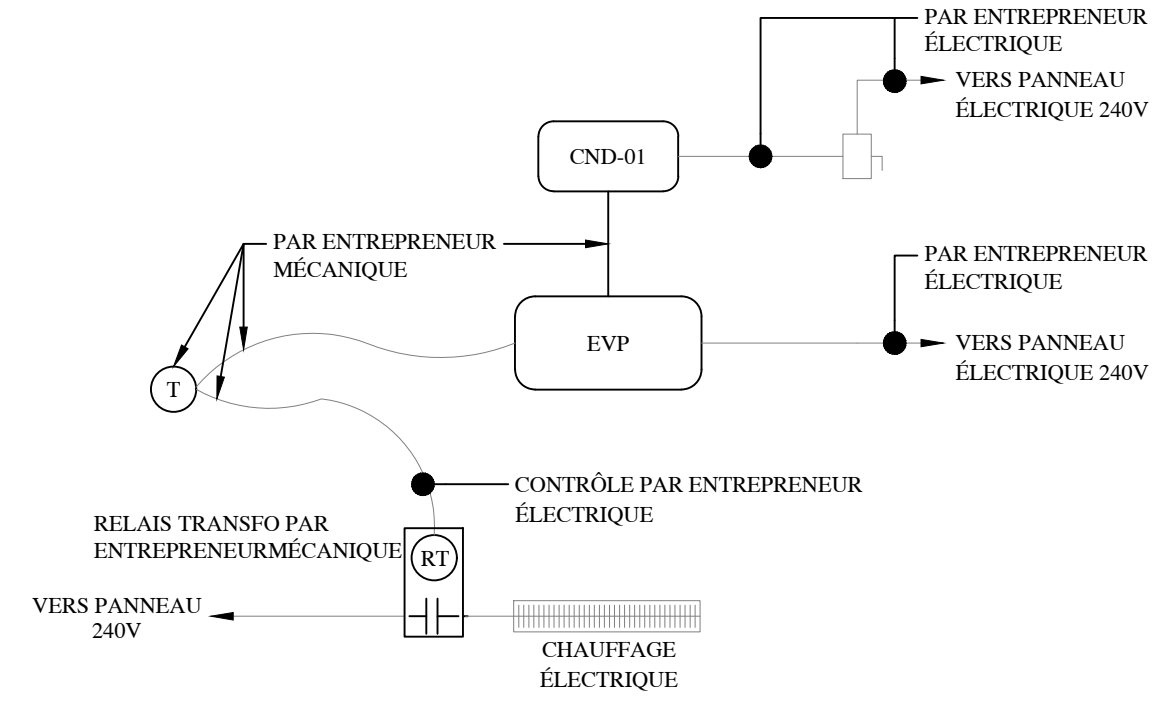 PAR ENTREPRENEUR
ÉLECTRIQUE
VERS PANNEAU
ÉLECTRIQUE 240V
CND-01
PAR ENTREPRENEUR
MÉCANIQUE
PAR ENTREPRENEUR
ÉLECTRIQUE
EVP
VERS PANNEAU
ÉLECTRIQUE 240V
T
CONTRÔLE PAR ENTREPRENEUR
ÉLECTRIQUE
RELAIS TRANSFO PAR
ENTREPRENEURMÉCANIQUE
RT
VERS PANNEAU
240V
CHAUFFAGE
ÉLECTRIQUE